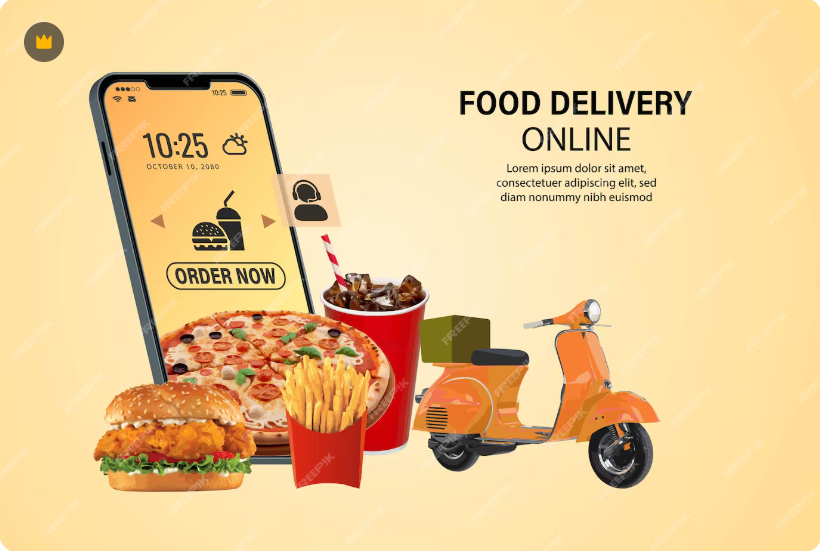 10:25
10:25
OCTOBER 10, 2080
ORDER NOW
FOOD DELIVERY
ONLINE
Lorem ipsum dolor sit amet,
consectetuer adipiscing elit, sed
diam nonummy nibh euismod
FREEPIK